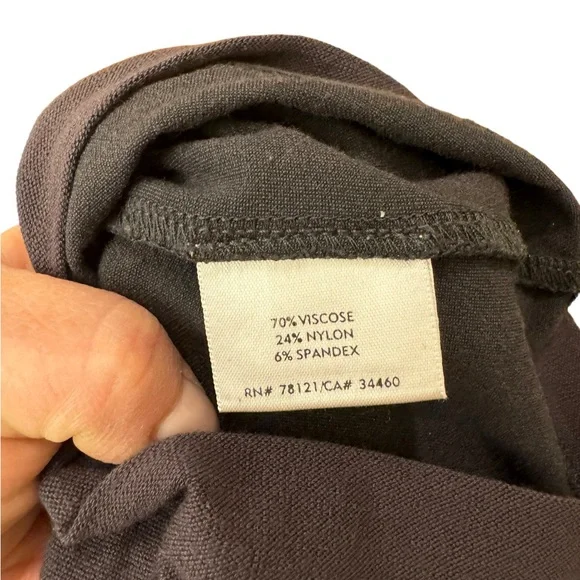 70% VISCOSE
24% NYLON
6% SPANDEX
RN# 78121/CA# 34460